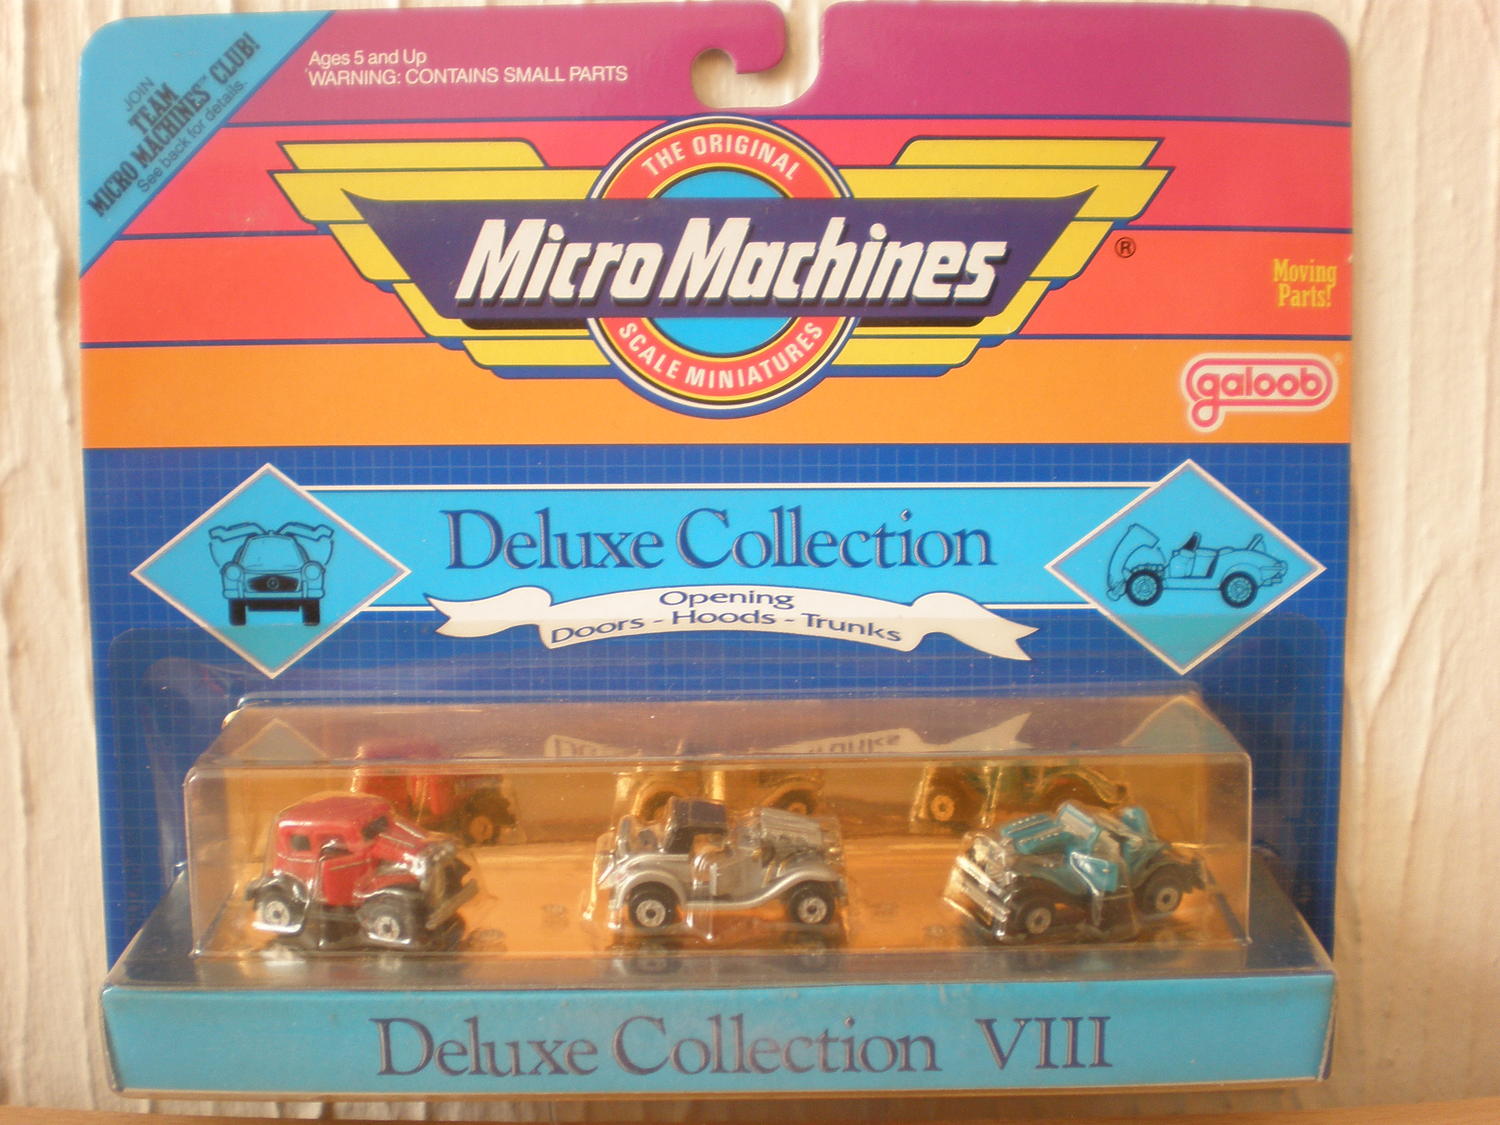 JOIN
TEAM
MICRO MACHINES™ CLUB!
See back for details.
Ages 5 and Up
WARNING: CONTAINS SMALL PARTS
THE ORIGINAL
Micro Machines
®
SCALE MINIATURES
Moving
Parts!
galoob®
Deluxe Collection
Opening
Doors - Hoods - Trunks
Deluxe Collection VIII